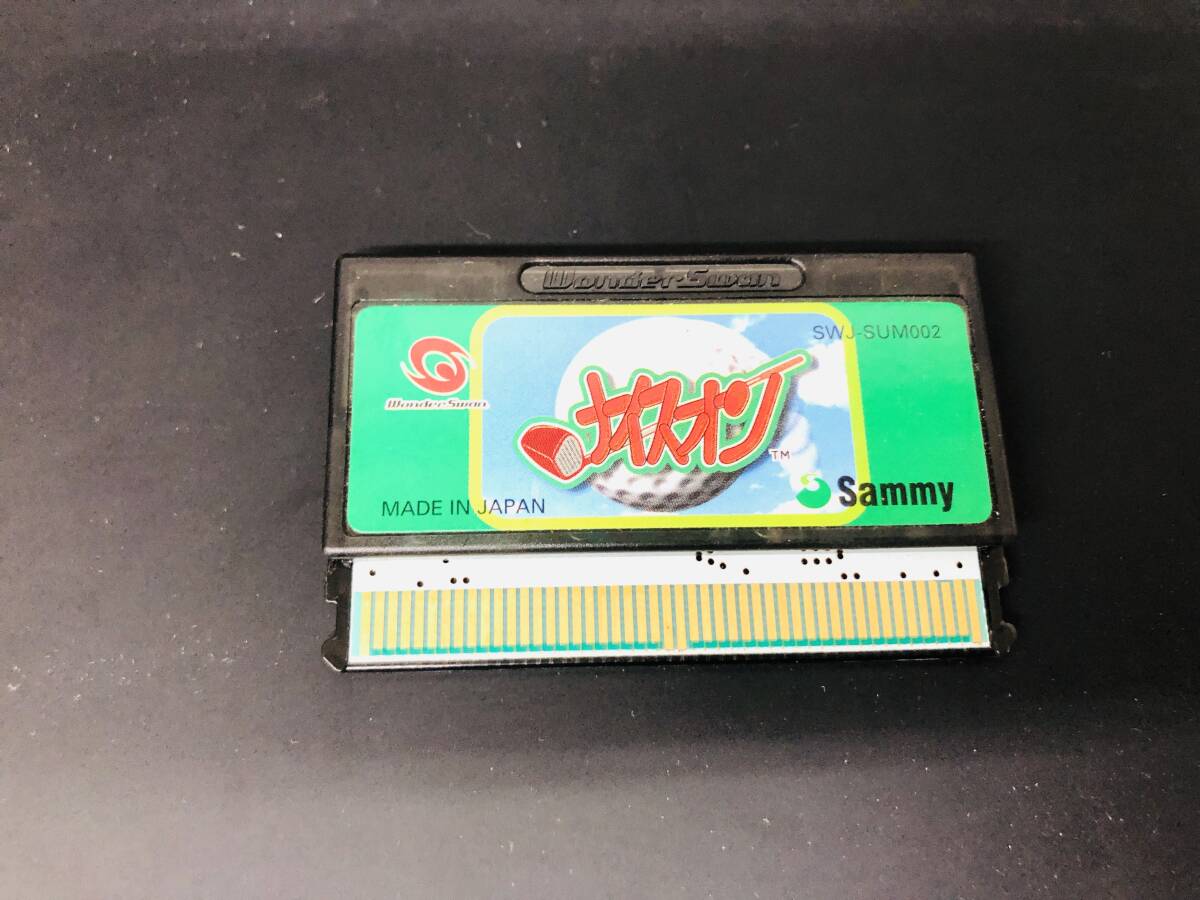 WonderSwan
SWJ-SUM002
WonderSwan
ナイスオン
TM
MADE IN JAPAN
Sammy